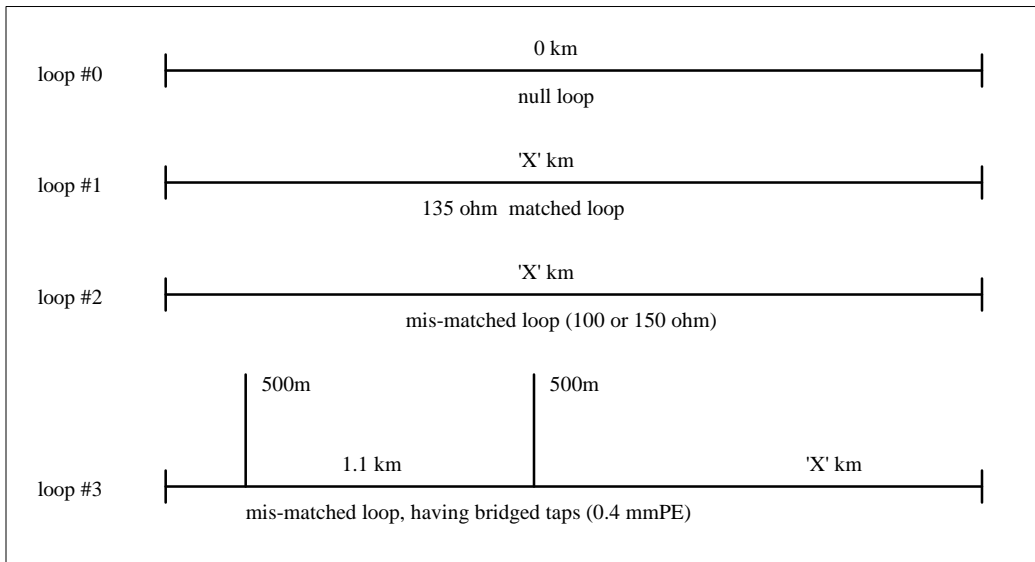 0 km
loop #0
null loop
'X' km
loop #1
135 ohm matched loop
'X' km
loop #2
mis-matched loop (100 or 150 ohm)
500m 500m
1.1 km 'X' km
loop #3
mis-matched loop, having bridged taps (0.4 mmPE)